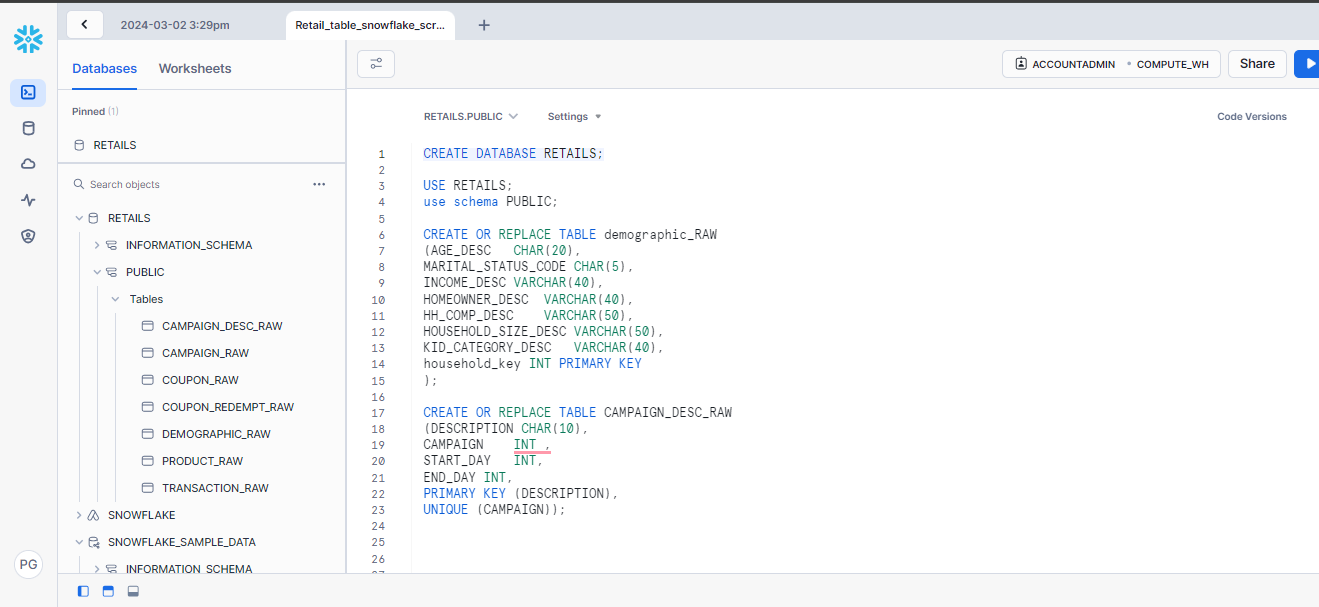 2024-03-02 3:29pm
Retail_table_snowflake_scr...
+
Databases
Worksheets
Pinned (1)
RETAILS
Search objects
...
RETAILS
INFORMATION_SCHEMA
PUBLIC
Tables
CAMPAIGN_DESC_RAW
CAMPAIGN_RAW
COUPON_RAW
COUPON_REDEMPT_RAW
DEMOGRAPHIC_RAW
PRODUCT_RAW
TRANSACTION_RAW
SNOWFLAKE
SNOWFLAKE_SAMPLE_DATA
INFORMATION_SCHEMA
PG
ACCOUNTADMIN • COMPUTE_WH
Share
RETAILS.PUBLIC
Settings
Code Versions
1 CREATE DATABASE RETAILS;
2
3 USE RETAILS;
4 use schema PUBLIC;
5
6 CREATE OR REPLACE TABLE demographic_RAW
7 (AGE_DESC   CHAR(20),
8 MARITAL_STATUS_CODE CHAR(5),
9 INCOME_DESC VARCHAR(40),
10 HOMEOWNER_DESC  VARCHAR(40),
11 HH_COMP_DESC    VARCHAR(50),
12 HOUSEHOLD_SIZE_DESC VARCHAR(50),
13 KID_CATEGORY_DESC   VARCHAR(40),
14 household_key INT PRIMARY KEY
15 );
16
17 CREATE OR REPLACE TABLE CAMPAIGN_DESC_RAW
18 (DESCRIPTION CHAR(10),
19 CAMPAIGN    INT ,
20 START_DAY   INT,
21 END_DAY INT,
22 PRIMARY KEY (DESCRIPTION),
23 UNIQUE (CAMPAIGN));
24
25
26